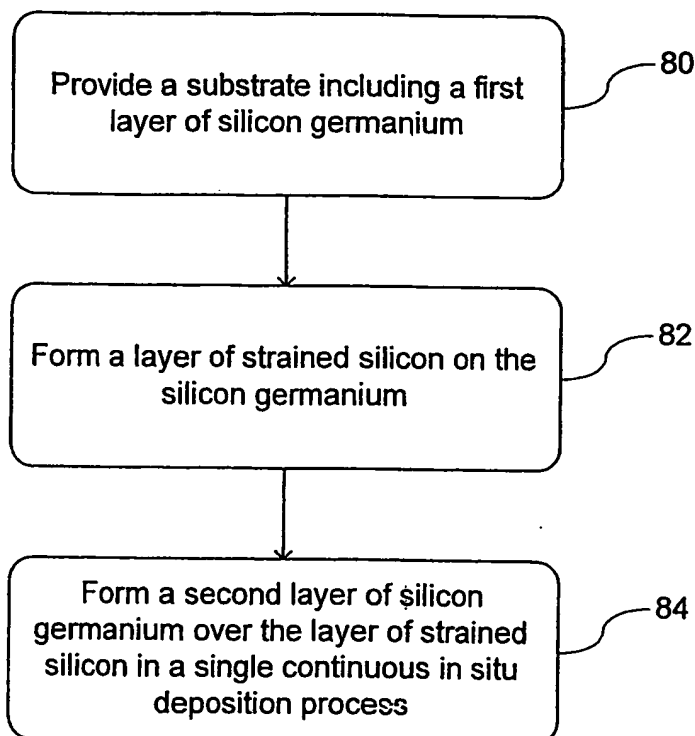 Provide a substrate including a first
layer of silicon germanium
80
Form a layer of strained silicon on the
silicon germanium
82
Form a second layer of silicon
germanium over the layer of strained
silicon in a single continuous in situ
deposition process
84